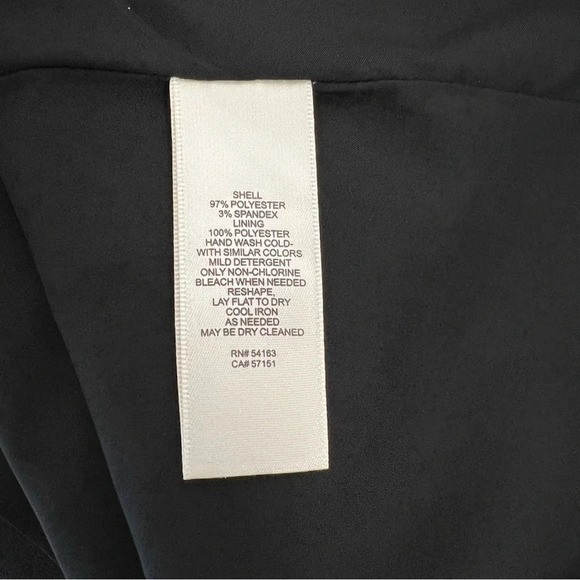 SHELL
97% POLYESTER
3% SPANDEX
LINING
100% POLYESTER
HAND WASH COLD-
WITH SIMILAR COLORS
MILD DETERGENT
ONLY NON-CHLORINE
BLEACH WHEN NEEDED
RESHAPE,
LAY FLAT TO DRY
COOL IRON
AS NEEDED
MAY BE DRY CLEANED
RN# 54163
CA# 57151